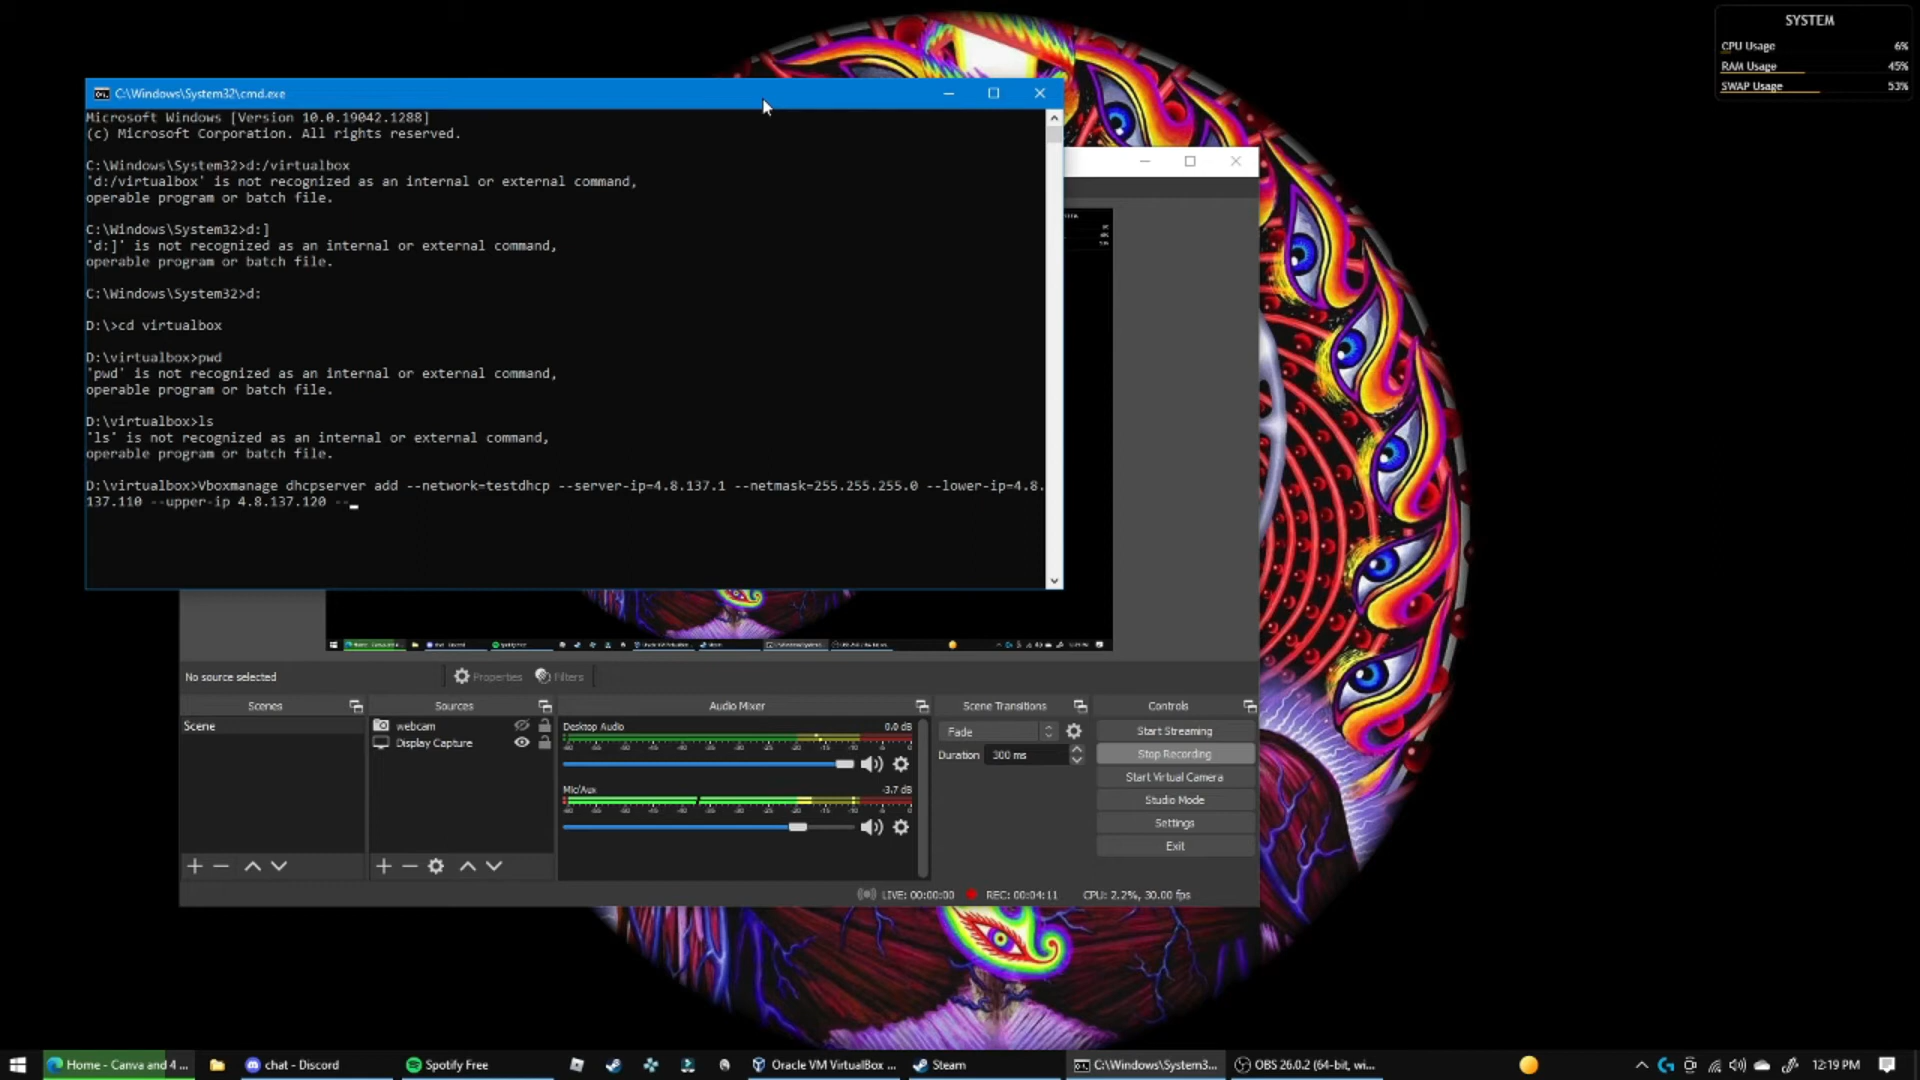 SYSTEM
CPU Usage 6%
RAM Usage 45%
SWAP Usage 53%
C:\Windows\System32\cmd.exe
Microsoft Windows [Version 10.0.19042.1288]
(c) Microsoft Corporation. All rights reserved.
C:\Windows\System32>d:/virtualbox
'd:/virtualbox' is not recognized as an internal or external command,
operable program or batch file.
C:\Windows\System32>d:]
'd:]' is not recognized as an internal or external command,
operable program or batch file.
C:\Windows\System32>d:
D:\>cd virtualbox
D:\virtualbox>pwd
'pwd' is not recognized as an internal or external command,
operable program or batch file.
D:\virtualbox>ls
'ls' is not recognized as an internal or external command,
operable program or batch file.
D:\virtualbox>Vboxmanage dhcpserver add --network=testdhcp --server-ip=4.8.137.1 --netmask=255.255.255.0 --lower-ip=4.8.
137.110 --upper-ip 4.8.137.120 --_
No source selected
Properties
Filters
Scenes
Sources
Audio Mixer
Scene Transitions
Controls
Scene
webcam
Display Capture
Desktop Audio 0.0 dB
Mic/Aux -3.7 dB
Fade
Duration 300 ms
Start Streaming
Stop Recording
Start Virtual Camera
Studio Mode
Settings
Exit
LIVE: 00:00:00 REC: 00:04:11 CPU: 2.2%, 30.00 fps
Home - Canva and 4 ...
chat - Discord
Spotify Free
Oracle VM VirtualBox ...
Steam
C:\Windows\System3...
OBS 26.0.2 (64-bit, wi...
12:19 PM